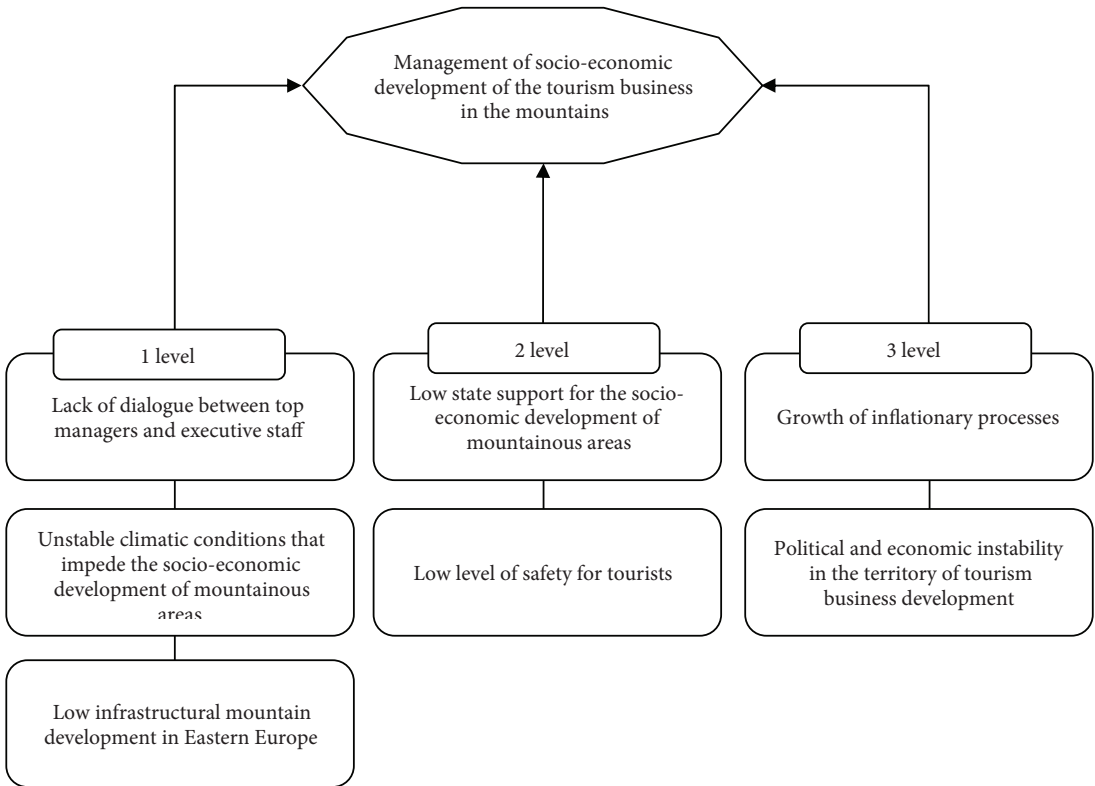 Management of socio-economic
development of the tourism business
in the mountains
1 level
Lack of dialogue between top
managers and executive staff
Unstable climatic conditions that
impede the socio-economic
development of mountainous
areas
Low infrastructural mountain
development in Eastern Europe
2 level
Low state support for the socio-
economic development of
mountainous areas
Low level of safety for tourists
3 level
Growth of inflationary processes
Political and economic instability
in the territory of tourism
business development